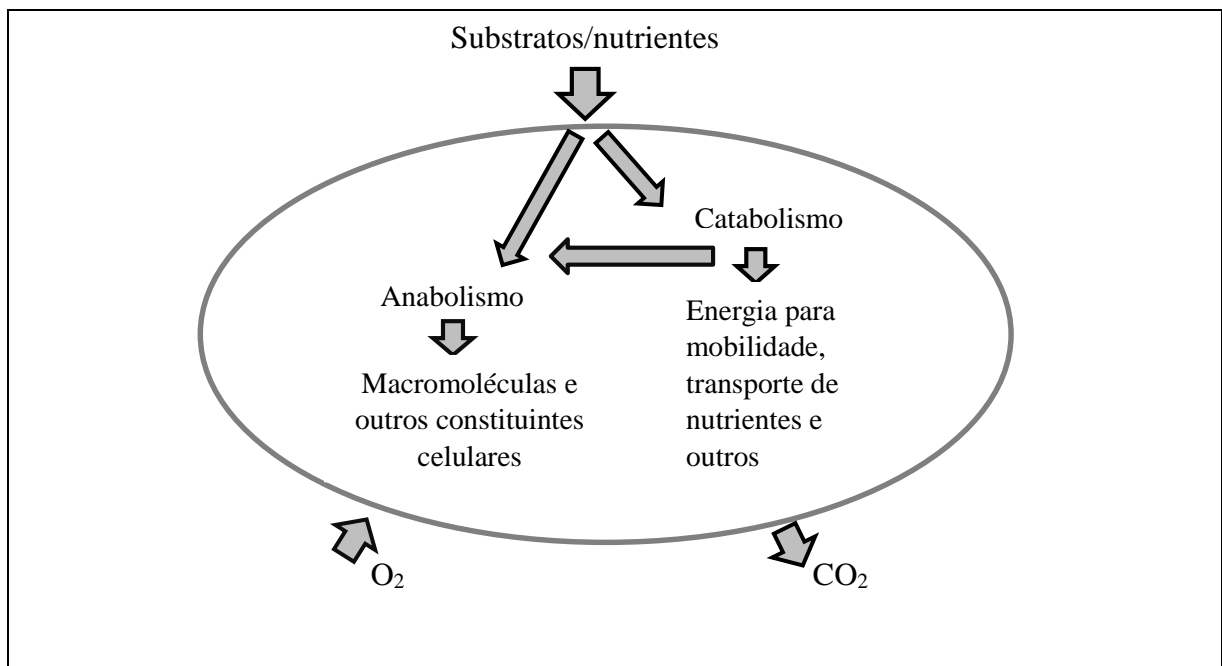 Substratos/nutrientes
Catabolismo
Anabolismo
Energia para
mobilidade,
transporte de
nutrientes e
outros
Macromoléculas e
outros constituintes
celulares
O₂
CO₂